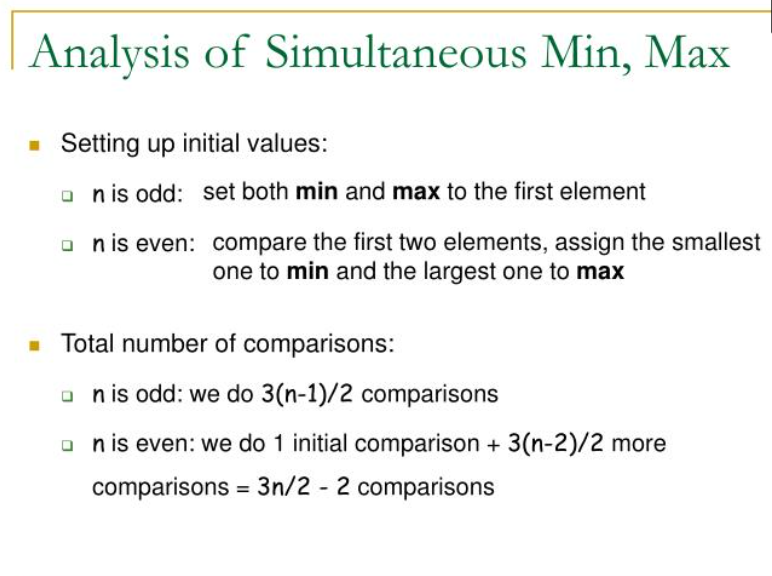 Analysis of Simultaneous Min, Max
Setting up initial values:
n is odd: set both min and max to the first element
n is even: compare the first two elements, assign the smallest
one to min and the largest one to max
Total number of comparisons:
n is odd: we do 3(n-1)/2 comparisons
n is even: we do 1 initial comparison + 3(n-2)/2 more
comparisons = 3n/2 - 2 comparisons